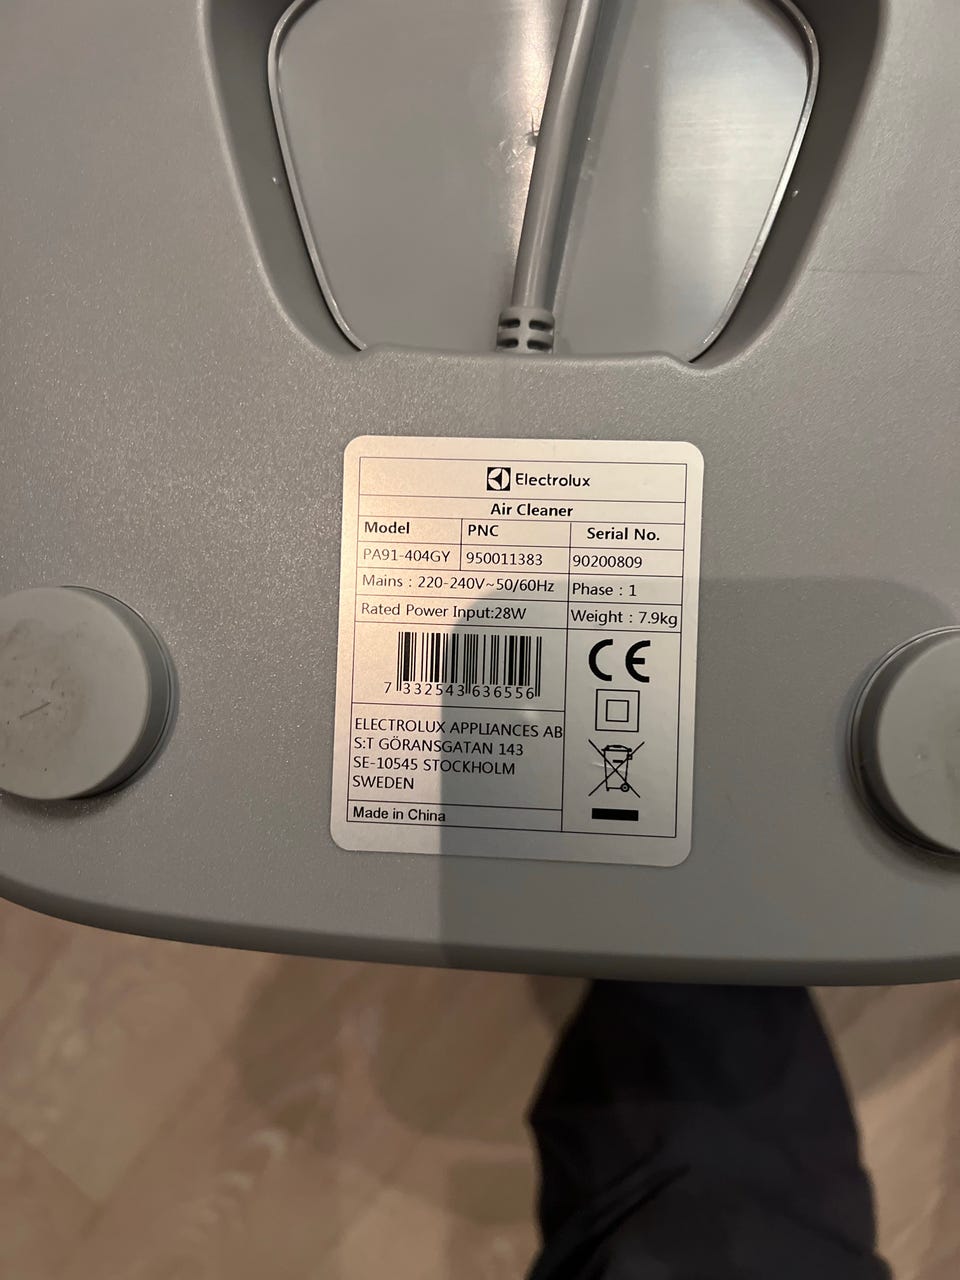 Electrolux
Air Cleaner
Model PNC Serial No.
PA91-404GY 950011383 90200809
Mains : 220-240V~50/60Hz Phase : 1
Rated Power Input:28W Weight : 7.9kg
7 332543 636556
CE
ELECTROLUX APPLIANCES AB
S:T GÖRANSGATAN 143
SE-10545 STOCKHOLM
SWEDEN
Made in China